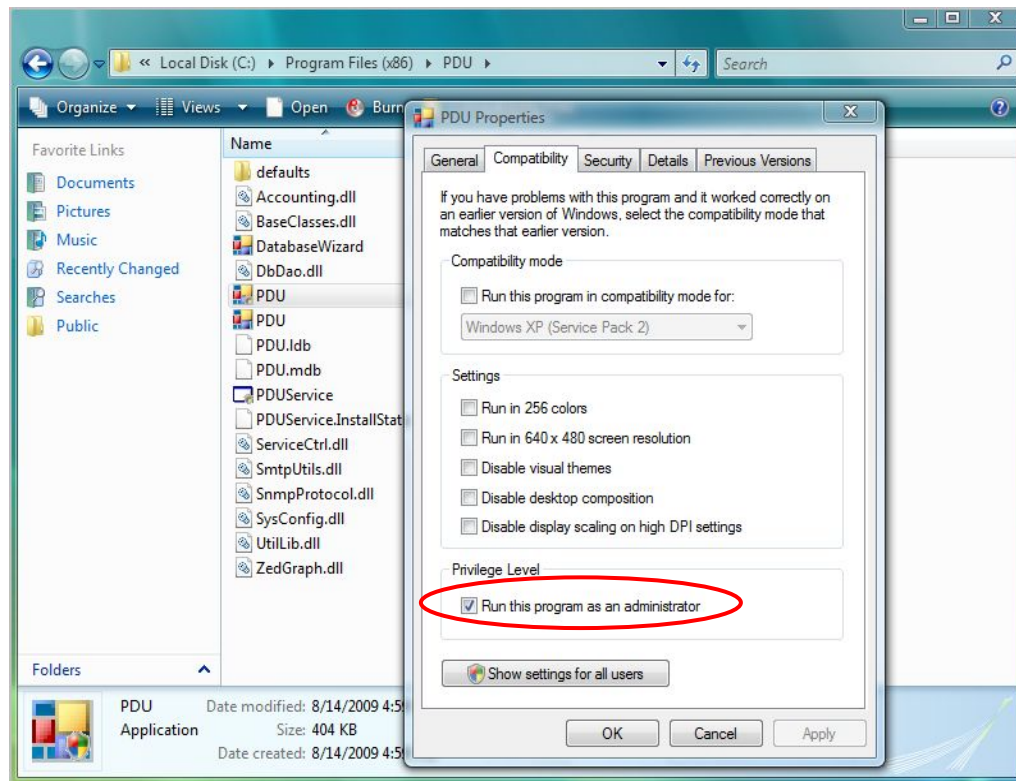 « Local Disk (C:) ▸ Program Files (x86) ▸ PDU ▸
Search
Organize
Views
Open
Burn
Favorite Links
Documents
Pictures
Music
Recently Changed
Searches
Public
Folders
Name
defaults
Accounting.dll
BaseClasses.dll
DatabaseWizard
DbDao.dll
PDU
PDU
PDU.ldb
PDU.mdb
PDUService
PDUService.InstallStat
ServiceCtrl.dll
SmtpUtils.dll
SnmpProtocol.dll
SysConfig.dll
UtilLib.dll
ZedGraph.dll
PDU Properties
General Compatibility Security Details Previous Versions
If you have problems with this program and it worked correctly on
an earlier version of Windows, select the compatibility mode that
matches that earlier version.
Compatibility mode
Run this program in compatibility mode for:
Windows XP (Service Pack 2)
Settings
Run in 256 colors
Run in 640 x 480 screen resolution
Disable visual themes
Disable desktop composition
Disable display scaling on high DPI settings
Privilege Level
Run this program as an administrator
Show settings for all users
OK Cancel Apply
PDU Date modified: 8/14/2009 4:5
Application Size: 404 KB
Date created: 8/14/2009 4:5